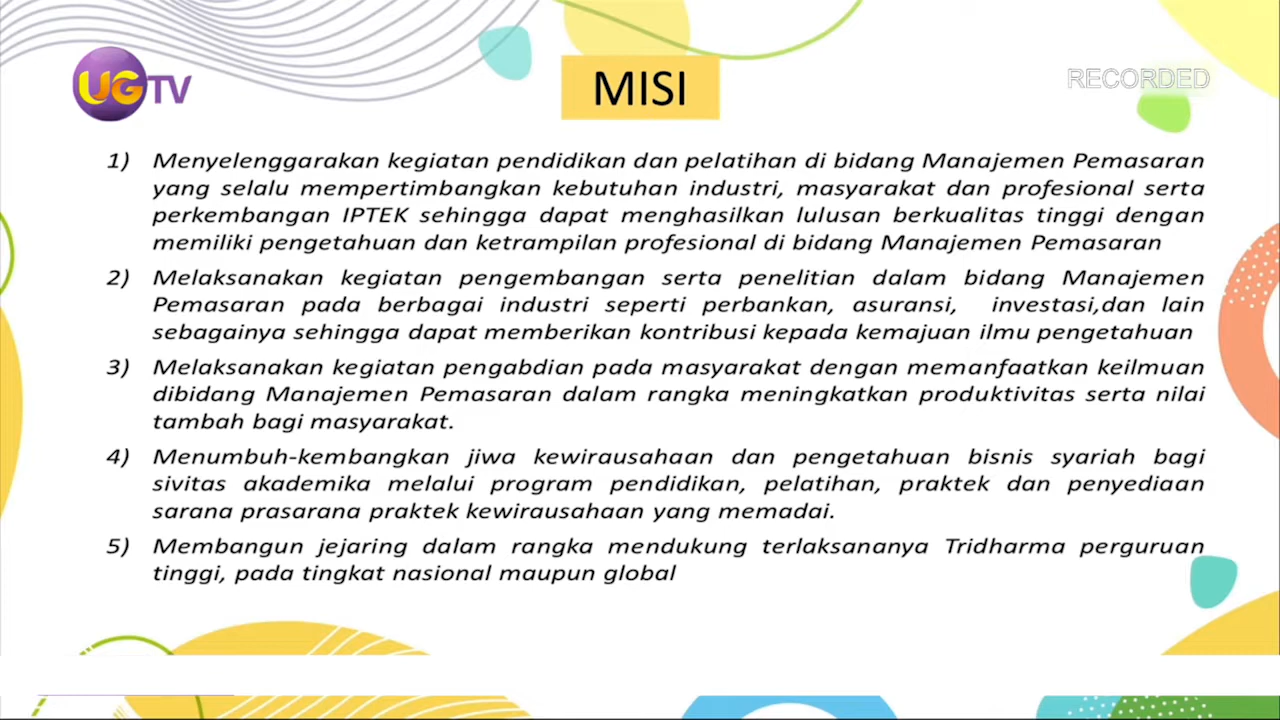 UGTV
MISI
RECORDED
1) Menyelenggarakan kegiatan pendidikan dan pelatihan di bidang Manajemen Pemasaran
yang selalu mempertimbangkan kebutuhan industri, masyarakat dan profesional serta
perkembangan IPTEK sehingga dapat menghasilkan lulusan berkualitas tinggi dengan
memiliki pengetahuan dan ketrampilan profesional di bidang Manajemen Pemasaran
2) Melaksanakan kegiatan pengembangan serta penelitian dalam bidang Manajemen
Pemasaran pada berbagai industri seperti perbankan, asuransi, investasi,dan lain
sebagainya sehingga dapat memberikan kontribusi kepada kemajuan ilmu pengetahuan
3) Melaksanakan kegiatan pengabdian pada masyarakat dengan memanfaatkan keilmuan
dibidang Manajemen Pemasaran dalam rangka meningkatkan produktivitas serta nilai
tambah bagi masyarakat.
4) Menumbuh-kembangkan jiwa kewirausahaan dan pengetahuan bisnis syariah bagi
sivitas akademika melalui program pendidikan, pelatihan, praktek dan penyediaan
sarana prasarana praktek kewirausahaan yang memadai.
5) Membangun jejaring dalam rangka mendukung terlaksananya Tridharma perguruan
tinggi, pada tingkat nasional maupun global